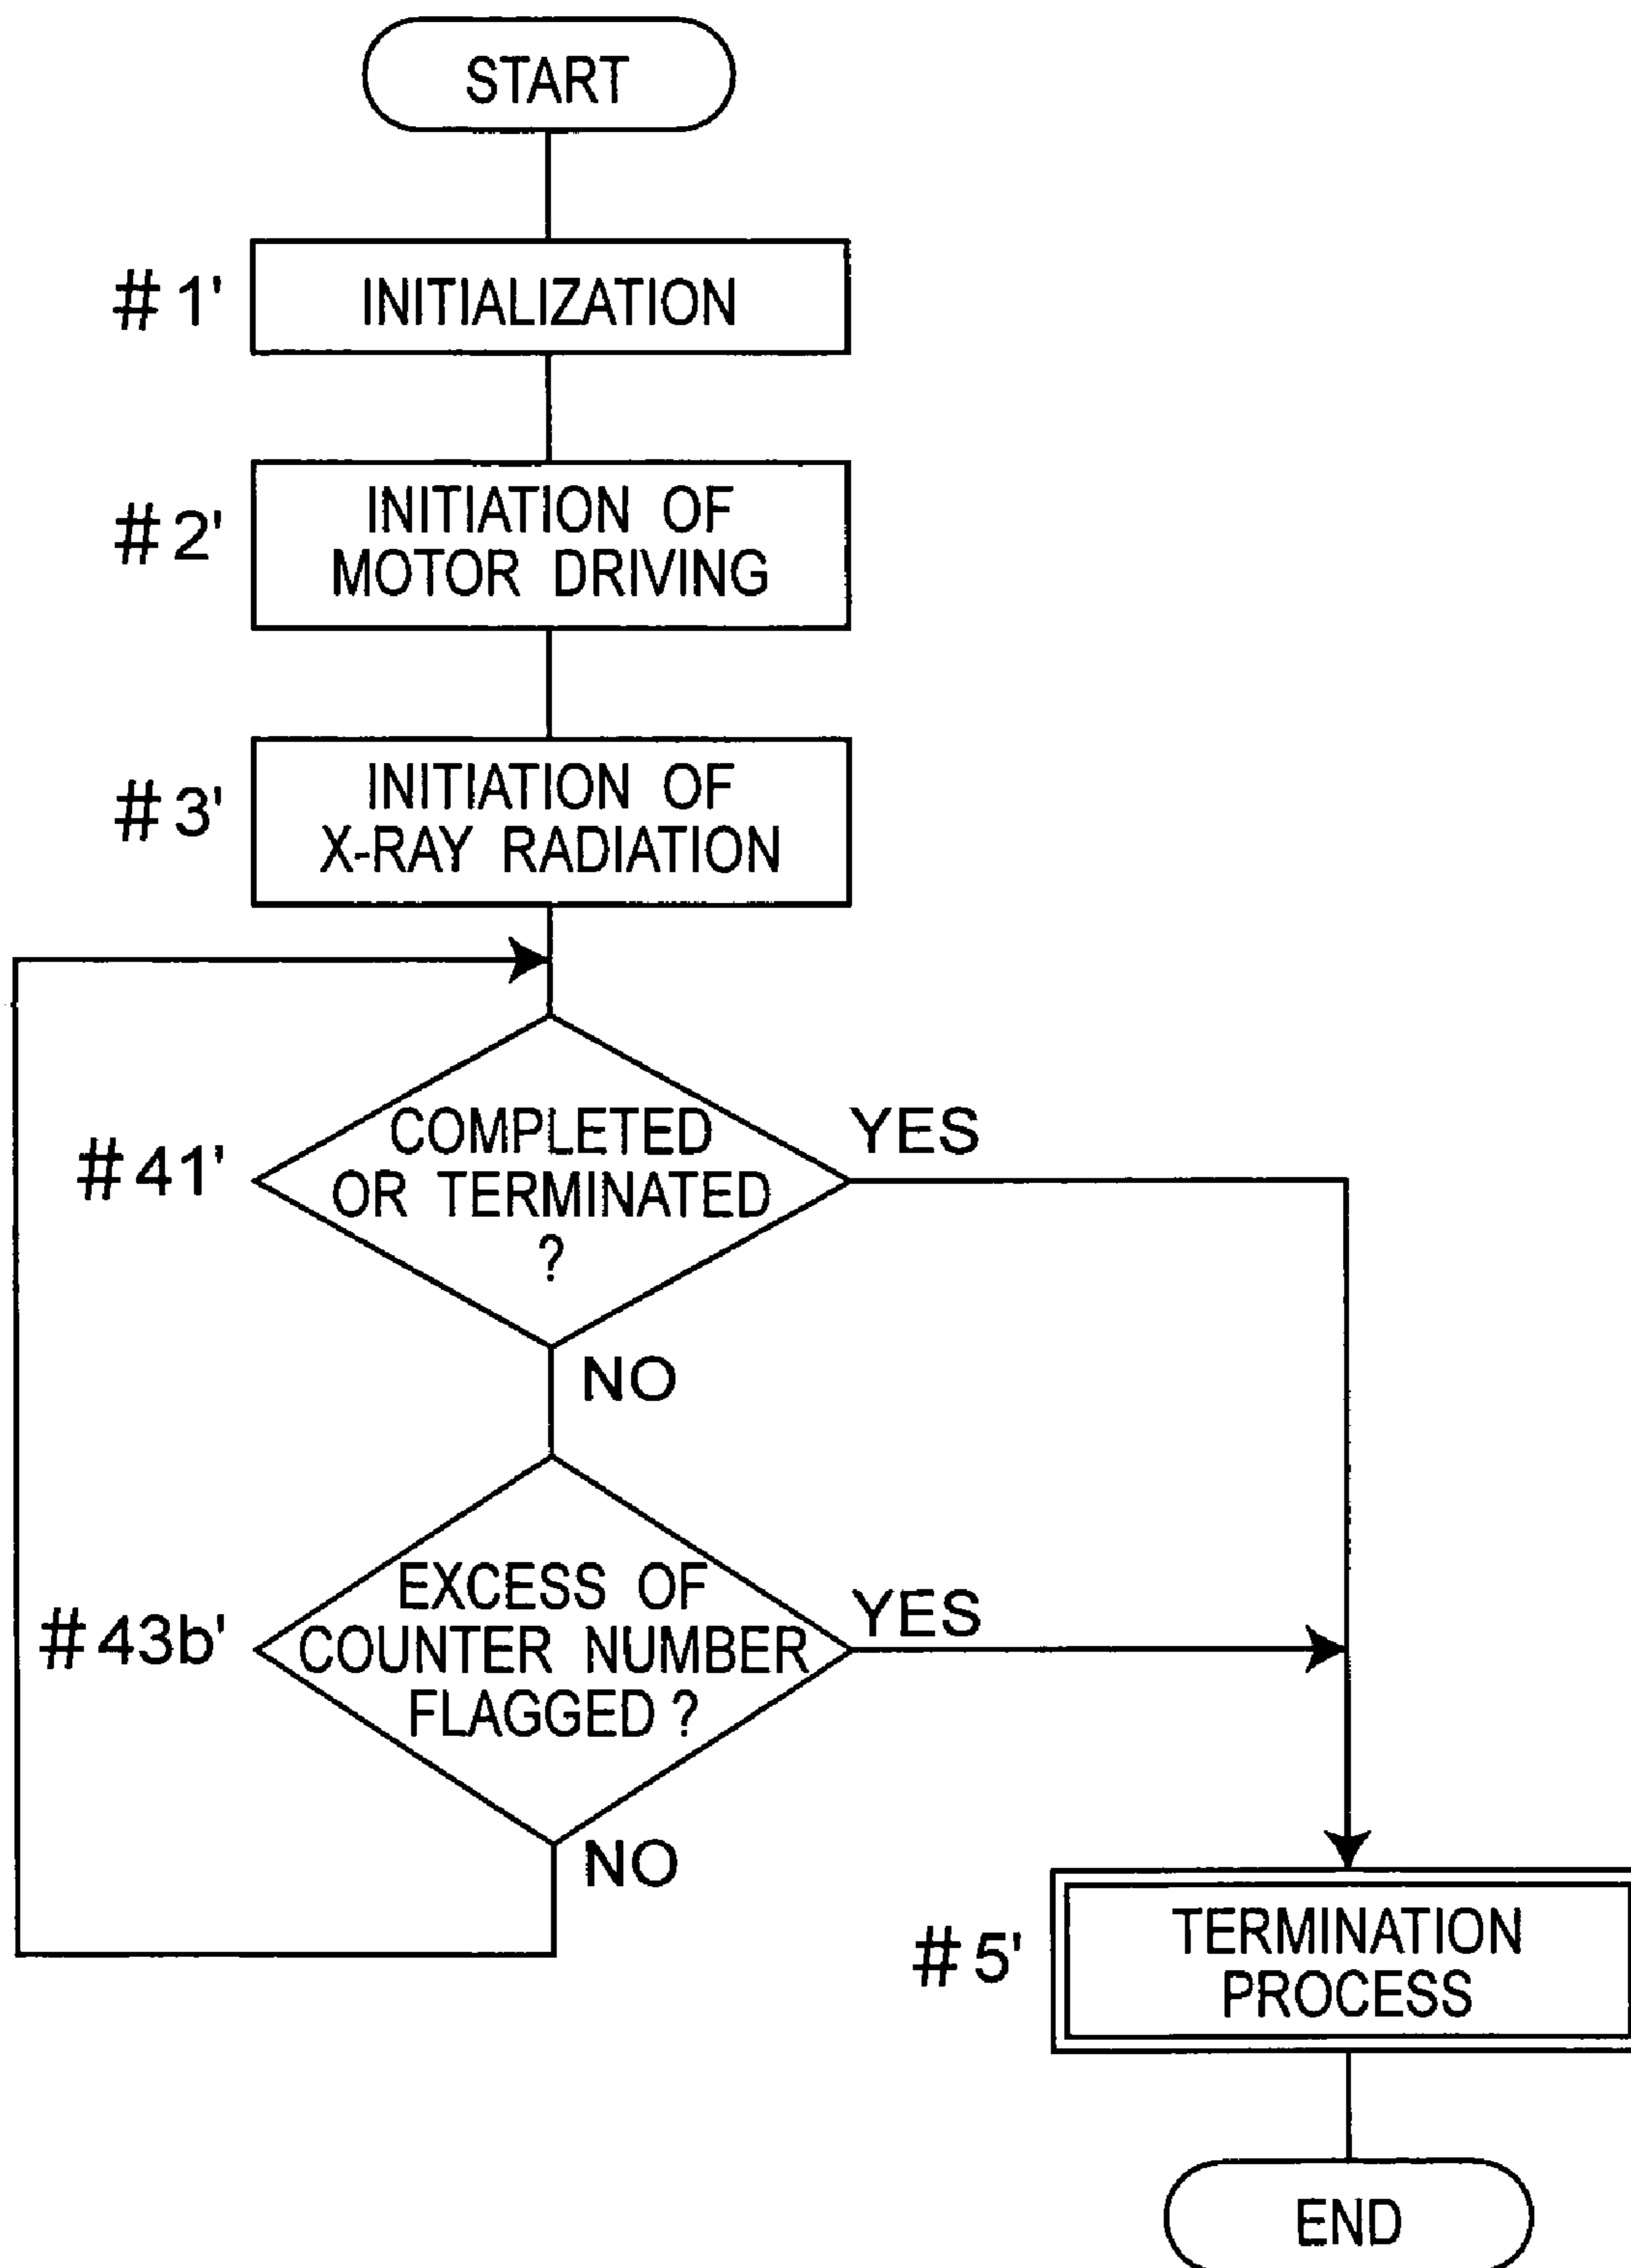 START
#1'
INITIALIZATION
#2'
INITIATION OF
MOTOR DRIVING
#3'
INITIATION OF
X-RAY RADIATION
#41'
COMPLETED
OR TERMINATED
?
YES
NO
#43b'
EXCESS OF
COUNTER NUMBER
FLAGGED ?
YES
NO
#5'
TERMINATION
PROCESS
END